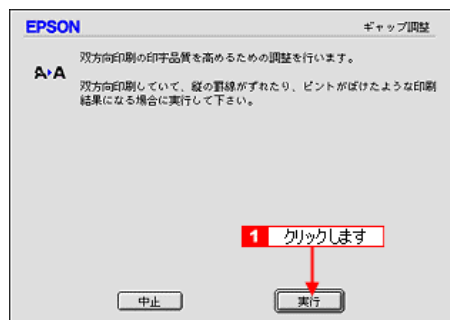 EPSON ギャップ調整
双方向印刷の印字品質を高めるための調整を行います。
A▸A
双方向印刷していて、縦の罫線がずれたり、ピントがぼけたような印刷
結果になる場合に実行して下さい。
1 クリックします
中止 実行